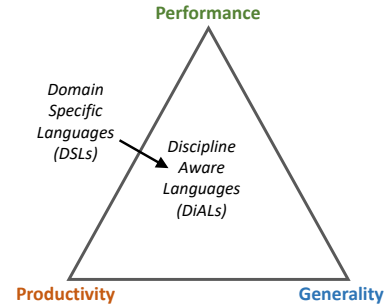 Performance
Domain
Specific
Languages
(DSLs)
Discipline
Aware
Languages
(DiALs)
Productivity
Generality